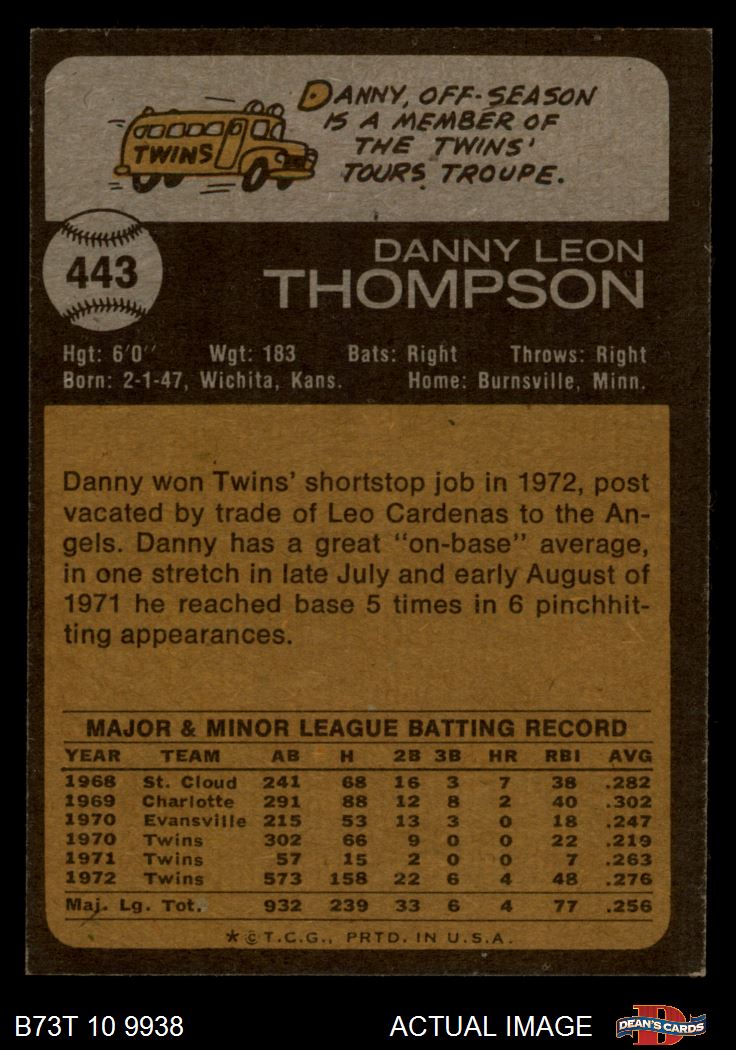 DANNY, OFF-SEASON
IS A MEMBER OF
THE TWINS'
TOURS TROUPE.
TWINS
443
DANNY LEON
THOMPSON
Hgt: 6'0" Wgt: 183 Bats: Right Throws: Right
Born: 2-1-47, Wichita, Kans. Home: Burnsville, Minn.
Danny won Twins' shortstop job in 1972, post
vacated by trade of Leo Cardenas to the An-
gels. Danny has a great "on-base" average,
in one stretch in late July and early August of
1971 he reached base 5 times in 6 pinchhit-
ting appearances.
MAJOR & MINOR LEAGUE BATTING RECORD
YEAR TEAM AB H 2B 3B HR RBI AVG
1968 St. Cloud 241 68 16 3 7 38 .282
1969 Charlotte 291 88 12 8 2 40 .302
1970 Evansville 215 53 13 3 0 18 .247
1970 Twins 302 66 9 0 0 22 .219
1971 Twins 57 15 2 0 0 7 .263
1972 Twins 573 158 22 6 4 48 .276
Maj. Lg. Tot. 932 239 33 6 4 77 .256
*©T.C.G., PRTD. IN U.S.A.
B73T 10 9938 ACTUAL IMAGE
D
DEAN'S CARDS